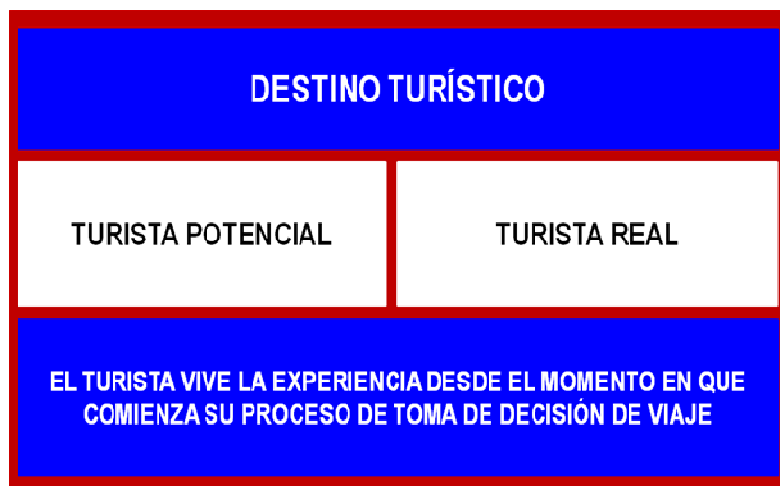 DESTINO TURÍSTICO
TURISTA POTENCIAL
TURISTA REAL
EL TURISTA VIVE LA EXPERIENCIA DESDE EL MOMENTO EN QUE
COMIENZA SU PROCESO DE TOMA DE DECISIÓN DE VIAJE